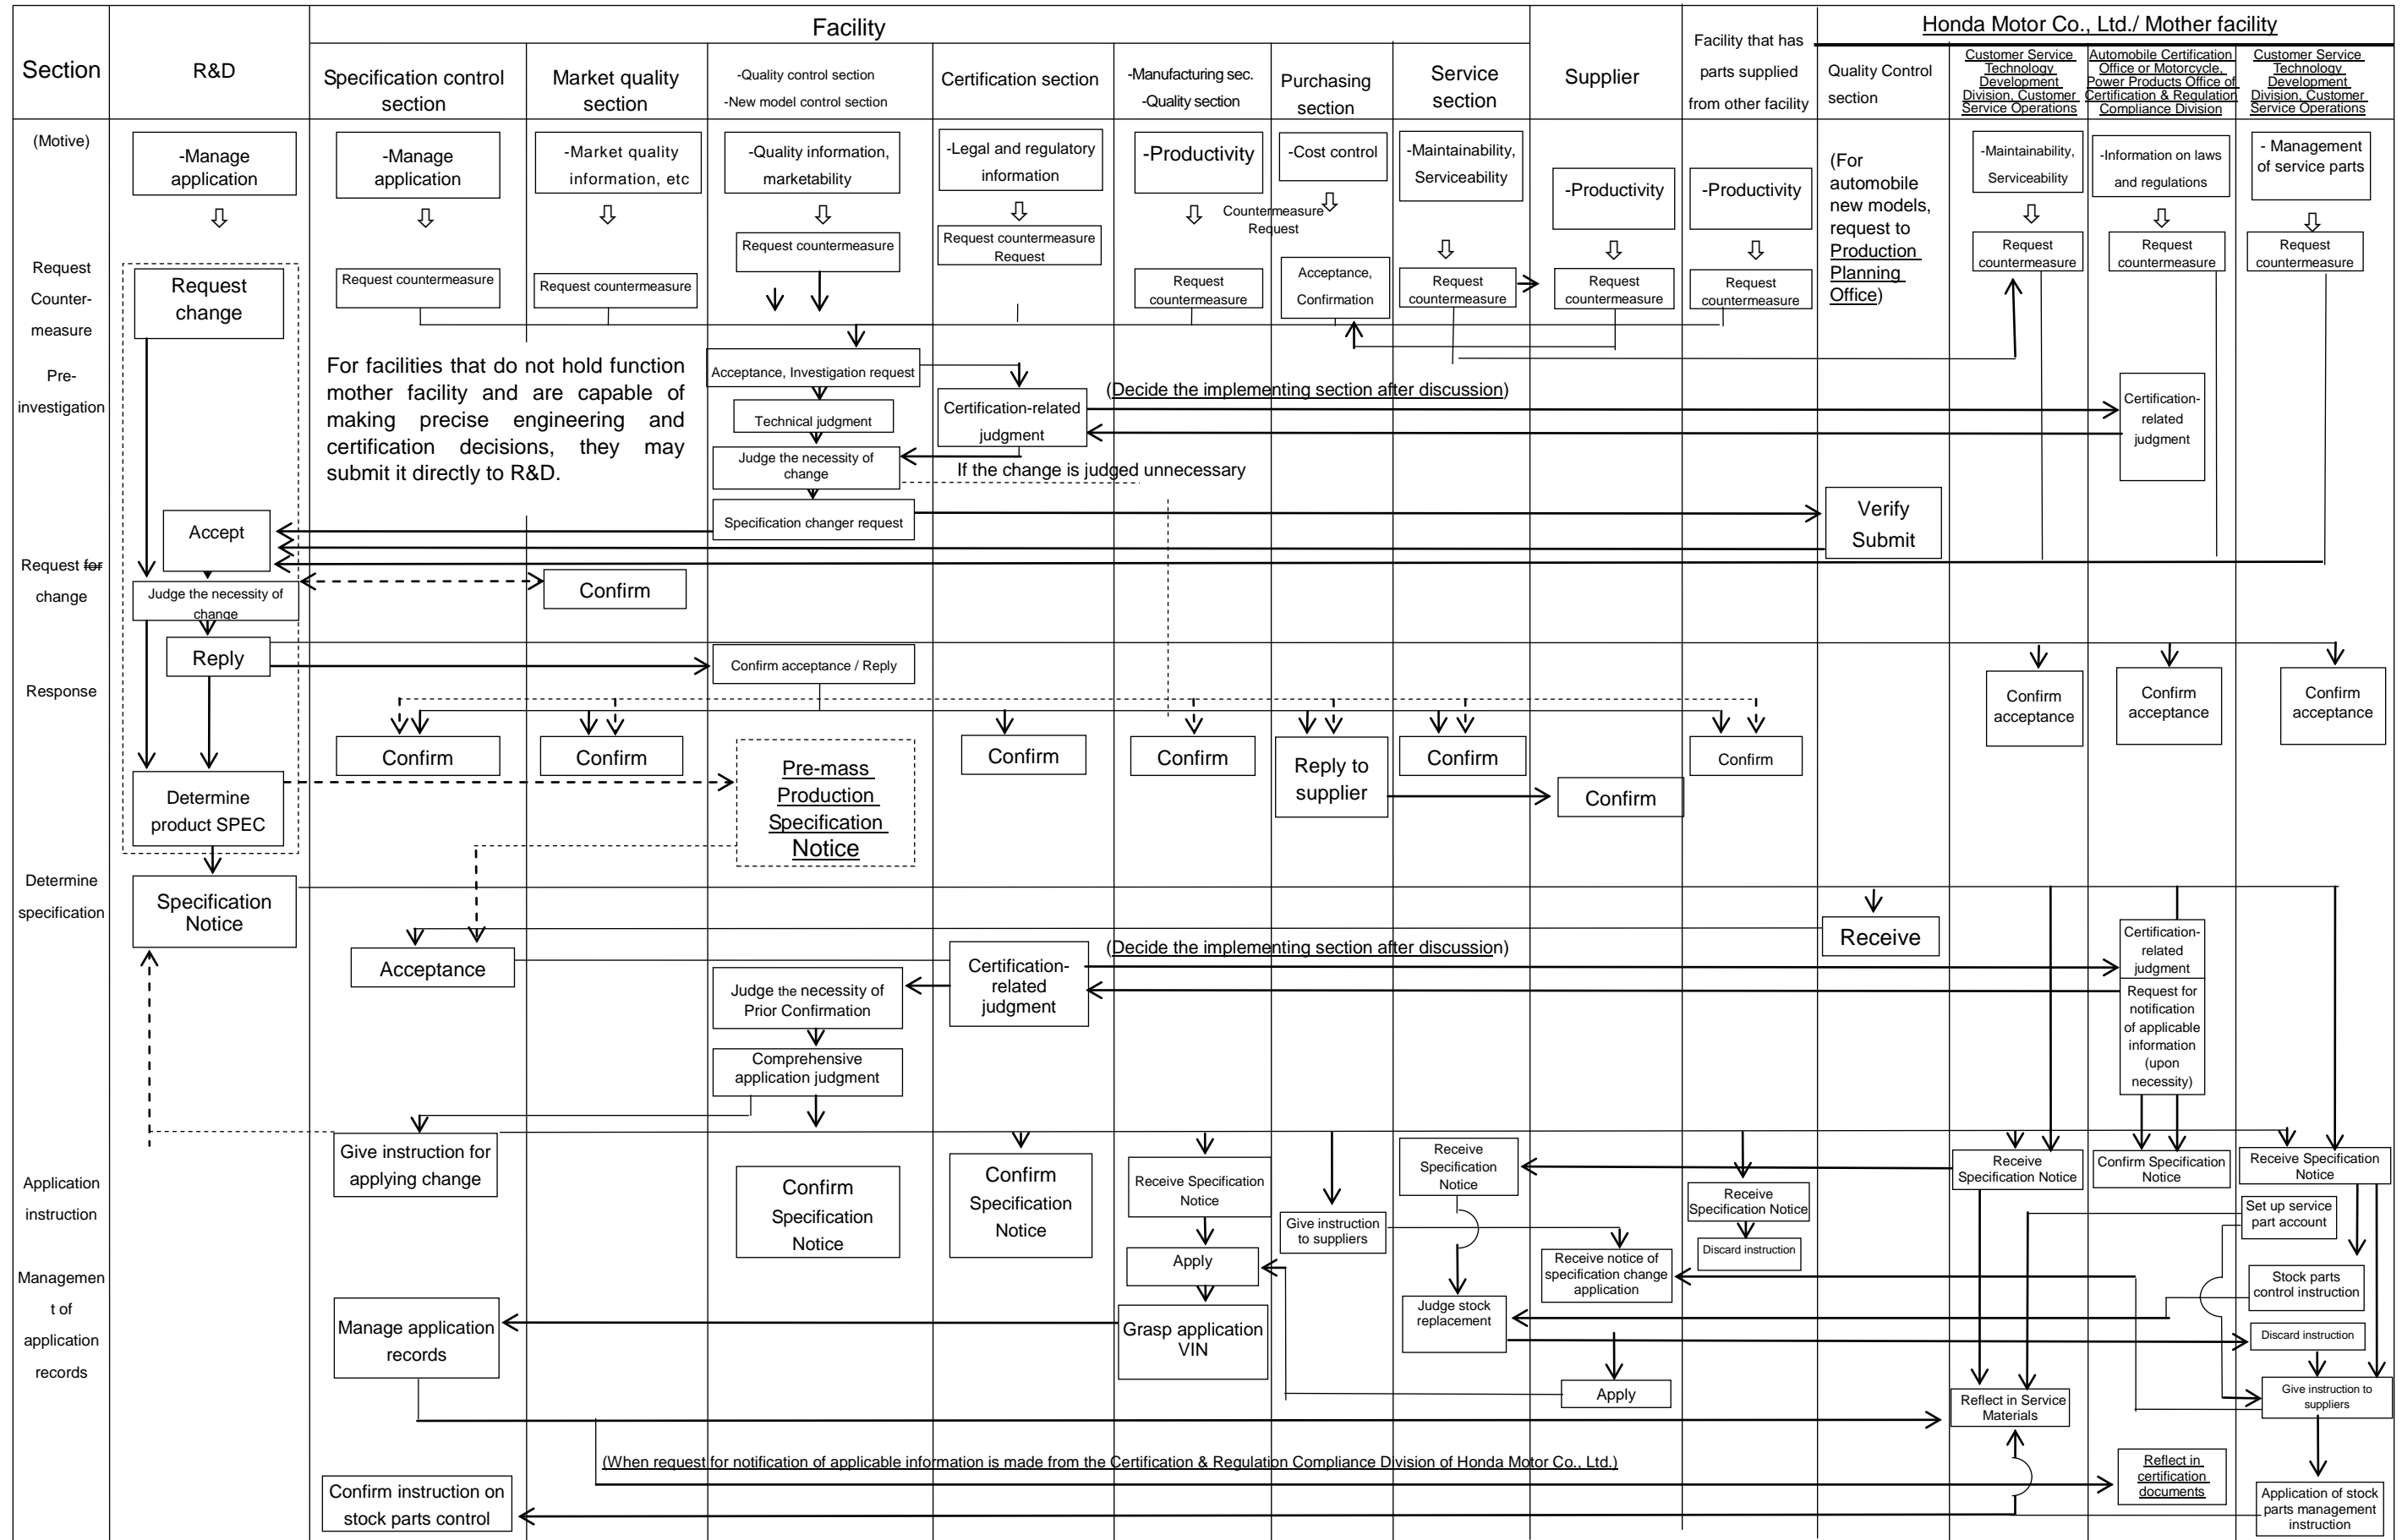 Section
R&D
Facility
Specification control
section
Market quality
section
-Quality control section
-New model control section
Certification section
-Manufacturing sec.
-Quality section
Purchasing
section
Service
section
Supplier
Facility that has
parts supplied
from other facility
Honda Motor Co., Ltd./ Mother facility
Quality Control
section
Customer Service
Technology
Development
Division, Customer
Service Operations
Automobile Certification
Office or Motorcycle,
Power Products Office of
Certification & Regulation
Compliance Division
Customer Service
Technology
Development
Division, Customer
Service Operations
(Motive)
-Manage
application
-Manage
application
-Market quality
information, etc
-Quality information,
marketability
-Legal and regulatory
information
-Productivity
-Cost control
-Maintainability,
Serviceability
-Productivity
-Productivity
(For
automobile
new models,
request to
Production
Planning
Office)
-Maintainability,
Serviceability
-Information on laws
and regulations
- Management
of service parts
Countermeasure
Request
Request
Counter-
measure
Request
change
Request countermeasure
Request countermeasure
Request countermeasure
Request countermeasure
Request
Request
countermeasure
Acceptance,
Confirmation
Request
countermeasure
Request
countermeasure
Request
countermeasure
Request
countermeasure
Request
countermeasure
Request
countermeasure
Pre-
investigation
For facilities that do not hold function
mother facility and are capable of
making precise engineering and
certification decisions, they may
submit it directly to R&D.
Acceptance, Investigation request
Technical judgment
Judge the necessity of
change
Specification changer request
Certification-related
judgment
(Decide the implementing section after discussion)
If the change is judged unnecessary
Certification-
related
judgment
Verify
Submit
Accept
Request for
change
Judge the necessity of
change
Confirm
Reply
Confirm acceptance / Reply
Response
Confirm
acceptance
Confirm
acceptance
Confirm
acceptance
Confirm
Confirm
Confirm
Confirm
Reply to
supplier
Confirm
Confirm
Confirm
Determine
product SPEC
Pre-mass
Production
Specification
Notice
Determine
specification
Specification
Notice
Receive
Acceptance
Certification-
related
judgment
(Decide the implementing section after discussion)
Certification-
related
judgment
Request for
notification
of applicable
information
(upon
necessity)
Judge the necessity of
Prior Confirmation
Comprehensive
application judgment
Application
instruction
Give instruction for
applying change
Confirm
Specification
Notice
Confirm
Specification
Notice
Receive Specification
Notice
Give instruction
to suppliers
Receive
Specification
Notice
Receive
Specification Notice
Discard instruction
Receive
Specification Notice
Confirm Specification
Notice
Receive Specification
Notice
Set up service
part account
Apply
Receive notice of
specification change
application
Stock parts
control instruction
Managemen
t of
application
records
Manage application
records
Grasp application
VIN
Judge stock
replacement
Discard instruction
Apply
Reflect in Service
Materials
Give instruction to
suppliers
(When request for notification of applicable information is made from the Certification & Regulation Compliance Division of Honda Motor Co., Ltd.)
Reflect in
certification
documents
Confirm instruction on
stock parts control
Application of stock
parts management
instruction